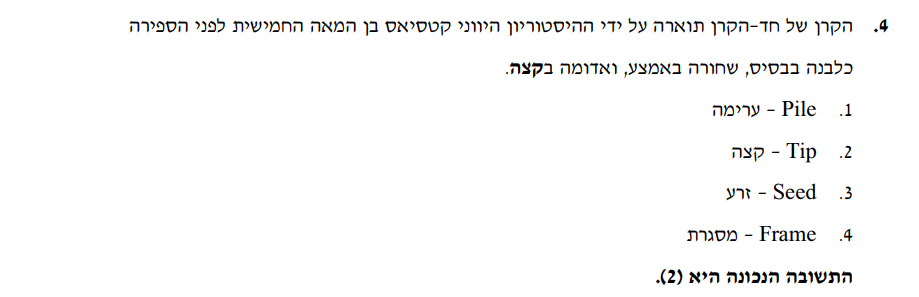 4. הקרן של חד-הקרן תוארה על ידי ההיסטוריון היווני קטסיאס בן המאה החמישית לפני הספירה
כלבנה בבסיס, שחורה באמצע, ואדומה בקצה.
1. Pile – ערימה
2. Tip – קצה
3. Seed – זרע
4. Frame – מסגרת
התשובה הנכונה היא (2).